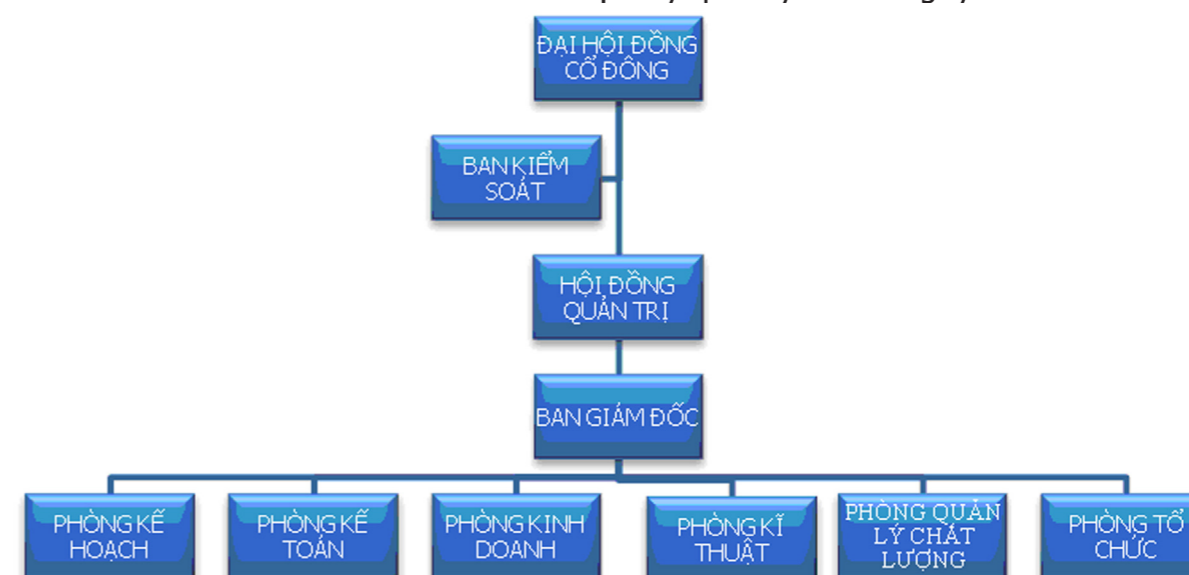 ĐẠI HỘI ĐỒNG
CỔ ĐÔNG
BAN KIỂM
SOÁT
HỘI ĐỒNG
QUẢN TRỊ
BAN GIÁM ĐỐC
PHÒNG KẾ
HOẠCH
PHÒNG KẾ
TOÁN
PHÒNG KINH
DOANH
PHÒNG KĨ
THUẬT
PHÒNG QUẢN
LÝ CHẤT
LƯỢNG
PHÒNG TỔ
CHỨC